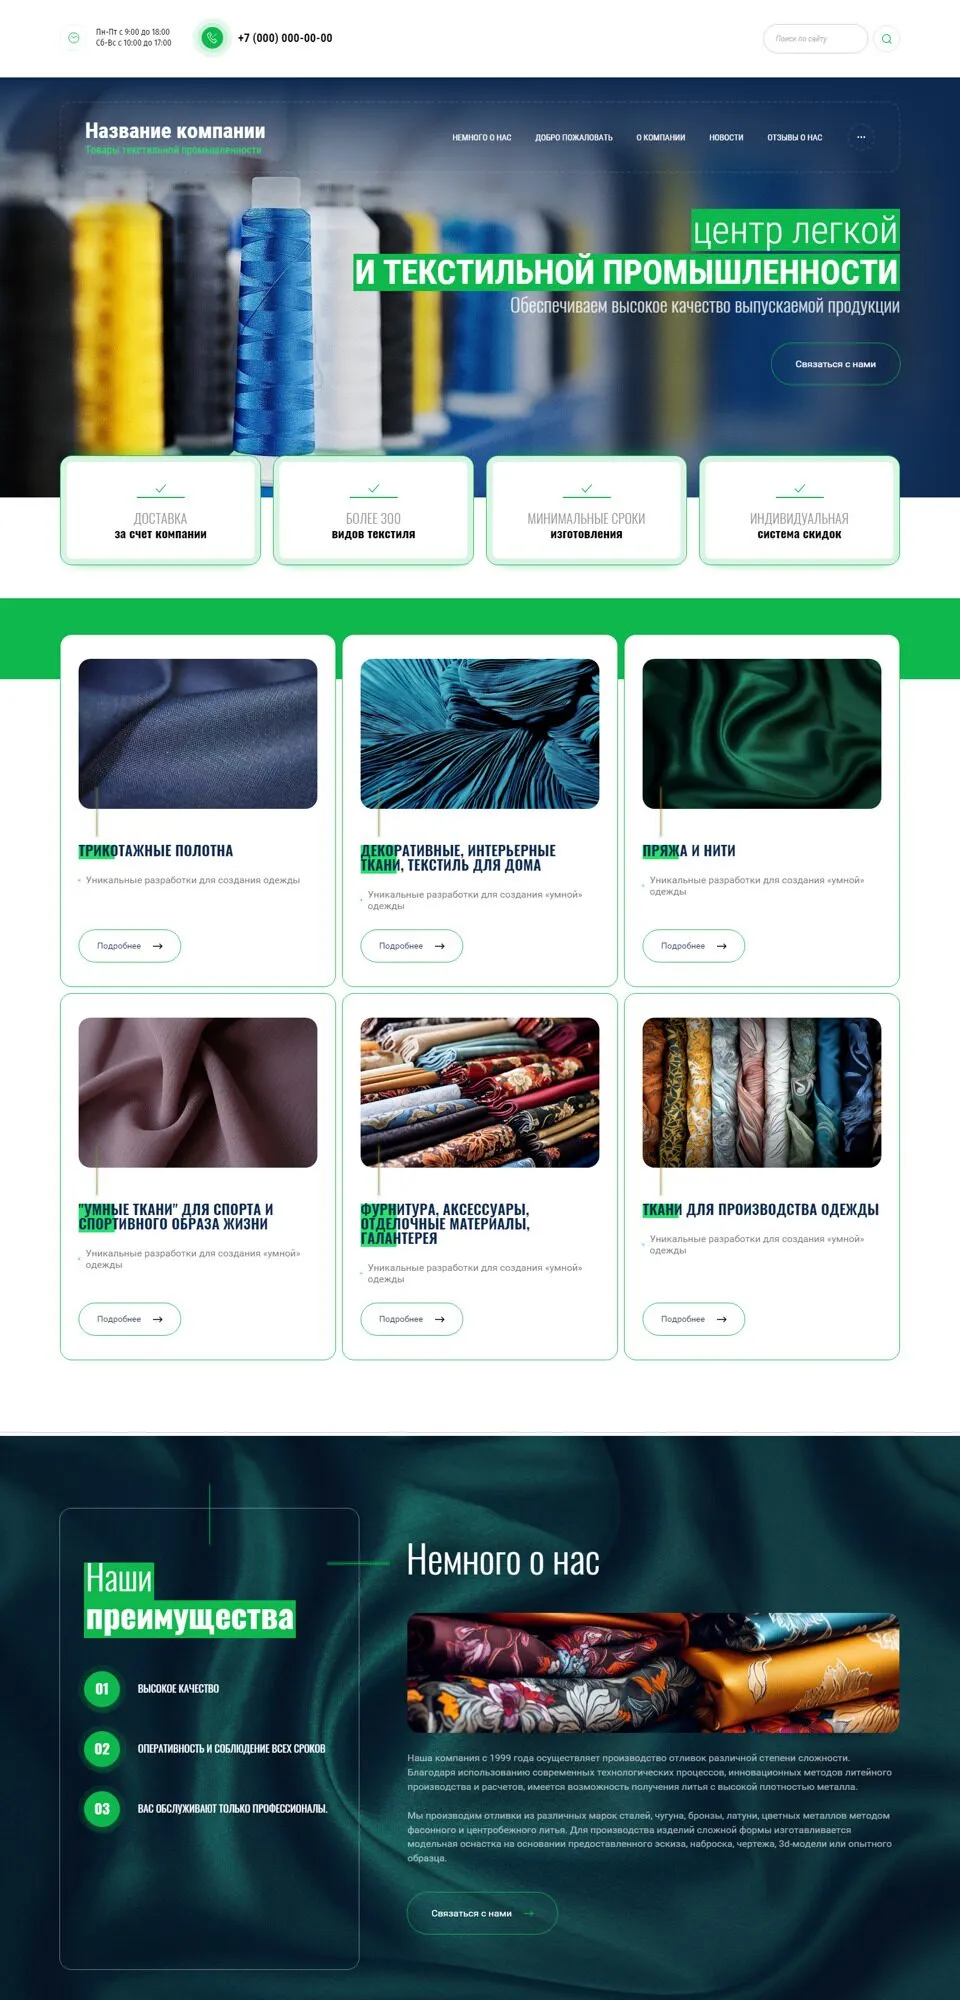 Пн-Пт с 9:00 до 18:00
Сб-Вс с 10:00 до 17:00
+7 (000) 000-00-00
Поиск по сайту
Название компании
Товары текстильной промышленности
НЕМНОГО О НАС
ДОБРО ПОЖАЛОВАТЬ
О КОМПАНИИ
НОВОСТИ
ОТЗЫВЫ О НАС
центр легкой
И ТЕКСТИЛЬНОЙ ПРОМЫШЛЕННОСТИ
Обеспечиваем высокое качество выпускаемой продукции
Связаться с нами
ДОСТАВКА
за счет компании
БОЛЕЕ 300
видов текстиля
МИНИМАЛЬНЫЕ СРОКИ
изготовления
ИНДИВИДУАЛЬНАЯ
система скидок
ТРИКОТАЖНЫЕ ПОЛОТНА
Уникальные разработки для создания одежды
Подробнее
ДЕКОРАТИВНЫЕ, ИНТЕРЬЕРНЫЕ
ТКАНИ, ТЕКСТИЛЬ ДЛЯ ДОМА
Уникальные разработки для создания «умной»
одежды
Подробнее
ПРЯЖА И НИТИ
Уникальные разработки для создания «умной»
одежды
Подробнее
"УМНЫЕ ТКАНИ" ДЛЯ СПОРТА И
СПОРТИВНОГО ОБРАЗА ЖИЗНИ
Уникальные разработки для создания «умной»
одежды
Подробнее
ФУРНИТУРА, АКСЕССУАРЫ,
ОТДЕЛОЧНЫЕ МАТЕРИАЛЫ,
ГАЛАНТЕРЕЯ
Уникальные разработки для создания «умной»
одежды
Подробнее
ТКАНИ ДЛЯ ПРОИЗВОДСТВА ОДЕЖДЫ
Уникальные разработки для создания «умной»
одежды
Подробнее
Наши
преимущества
01
ВЫСОКОЕ КАЧЕСТВО
02
ОПЕРАТИВНОСТЬ И СОБЛЮДЕНИЕ ВСЕХ СРОКОВ
03
ВАС ОБСЛУЖИВАЮТ ТОЛЬКО ПРОФЕССИОНАЛЫ.
Немного о нас
Наша компания с 1999 года осуществляет производство отливок различной степени сложности.
Благодаря использованию современных технологических процессов, инновационных методов литейного
производства и расчетов, имеется возможность получения литья с высокой плотностью металла.
Мы производим отливки из различных марок сталей, чугуна, бронзы, латуни, цветных металлов методом
фасонного и центробежного литья. Для производства изделий сложной формы изготавливается
модельная оснастка на основании предоставленного эскиза, наброска, чертежа, 3d-модели или опытного
образца.
Связаться с нами